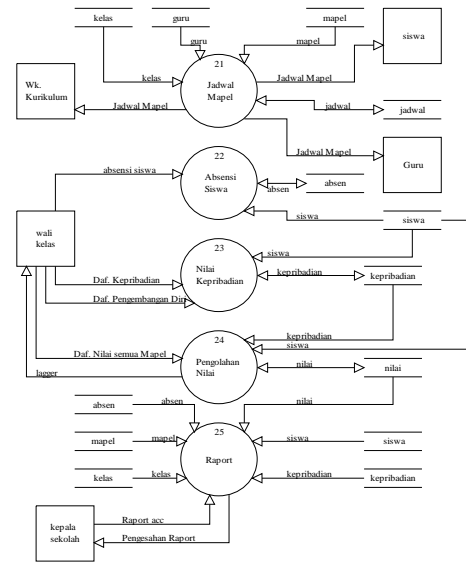 kelas
guru
mapel
guru
mapel
siswa
21
Jadwal
Mapel
Wk.
Kurikulum
kelas
Jadwal Mapel
Jadwal Mapel
jadwal
jadwal
Jadwal Mapel
Guru
22
Absensi
Siswa
absensi siswa
absen
absen
siswa
siswa
wali
kelas
23
Nilai
Kepribadian
siswa
kepribadian
kepribadian
Daf. Kepribadian
Daf. Pengembangan Diri
24
Pengolahan
Nilai
kepribadian
siswa
Daf. Nilai semua Mapel
nilai
nilai
lagger
absen
absen
nilai
25
Raport
mapel
mapel
siswa
siswa
kelas
kelas
kepribadian
kepribadian
kepala
sekolah
Raport acc
Pengesahan Raport